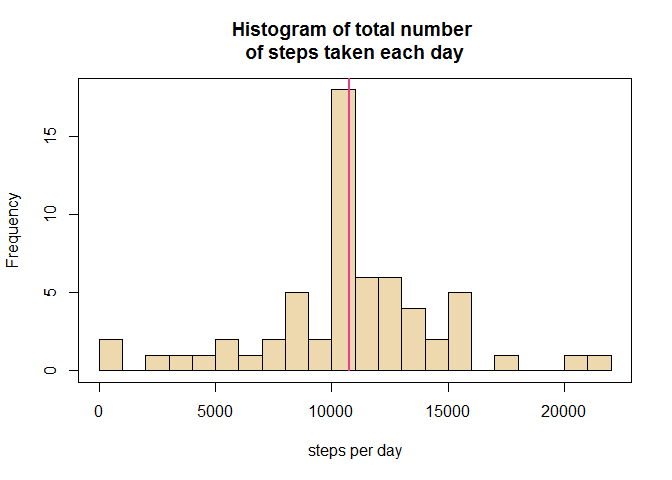 Histogram of total number
of steps taken each day
Frequency
15
10
5
0
0 5000 10000 15000 20000
steps per day